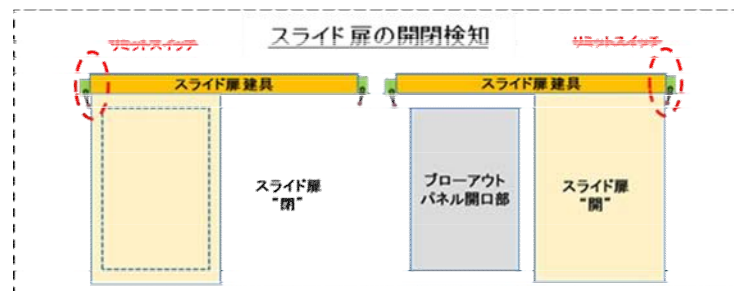 スライド扉の開閉検知
リミットスイッチ
リミットスイッチ
スライド扉建具
スライド扉建具
スライド扉
“閉”
ブローアウト
パネル開口部
スライド扉
“開”